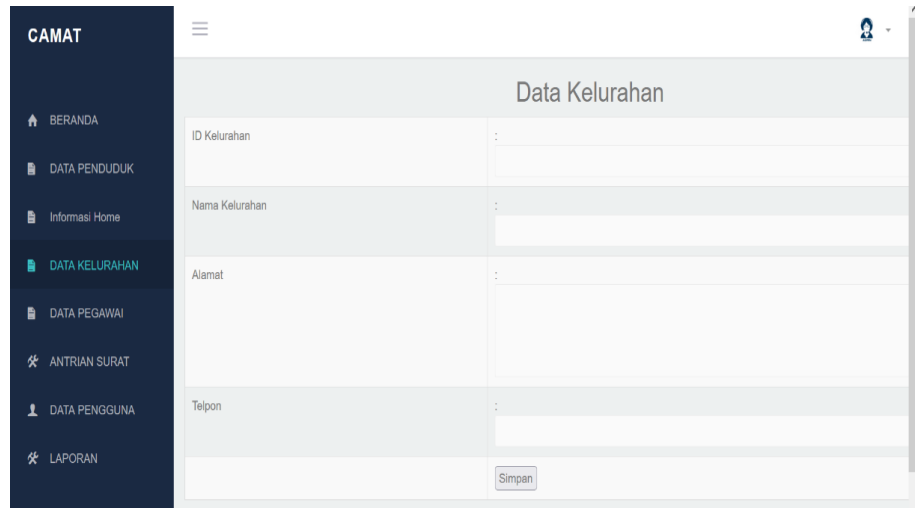 CAMAT
BERANDA
DATA PENDUDUK
Informasi Home
DATA KELURAHAN
DATA PEGAWAI
ANTRIAN SURAT
DATA PENGGUNA
LAPORAN
Data Kelurahan
ID Kelurahan :
Nama Kelurahan :
Alamat :
Telpon :
Simpan